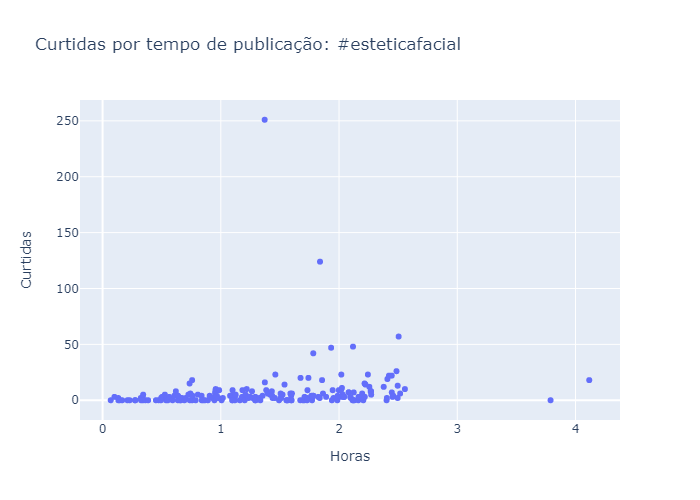 Curtidas por tempo de publicação: #esteticafacial
250
200
150
100
50
0
Curtidas
0 1 2 3 4
Horas